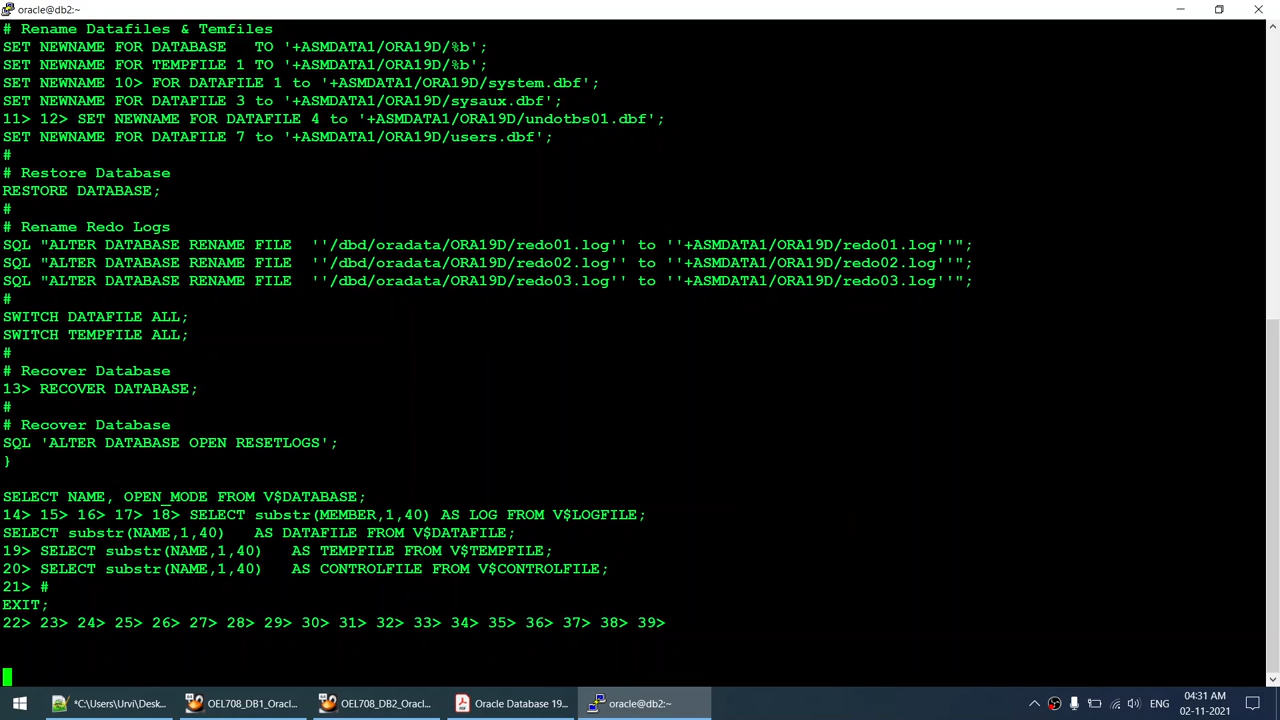 oracle@db2:~
# Rename Datafiles & Temfiles
SET NEWNAME FOR DATABASE   TO '+ASMDATA1/ORA19D/%b';
SET NEWNAME FOR TEMPFILE 1 TO '+ASMDATA1/ORA19D/%b';
SET NEWNAME 10> FOR DATAFILE 1 to '+ASMDATA1/ORA19D/system.dbf';
SET NEWNAME FOR DATAFILE 3 to '+ASMDATA1/ORA19D/sysaux.dbf';
11> 12> SET NEWNAME FOR DATAFILE 4 to '+ASMDATA1/ORA19D/undotbs01.dbf';
SET NEWNAME FOR DATAFILE 7 to '+ASMDATA1/ORA19D/users.dbf';
#
# Restore Database
RESTORE DATABASE;
#
# Rename Redo Logs
SQL "ALTER DATABASE RENAME FILE  ''/dbd/oradata/ORA19D/redo01.log'' to ''+ASMDATA1/ORA19D/redo01.log''";
SQL "ALTER DATABASE RENAME FILE  ''/dbd/oradata/ORA19D/redo02.log'' to ''+ASMDATA1/ORA19D/redo02.log''";
SQL "ALTER DATABASE RENAME FILE  ''/dbd/oradata/ORA19D/redo03.log'' to ''+ASMDATA1/ORA19D/redo03.log''";
#
SWITCH DATAFILE ALL;
SWITCH TEMPFILE ALL;
#
# Recover Database
13> RECOVER DATABASE;
#
# Recover Database
SQL 'ALTER DATABASE OPEN RESETLOGS';
}
SELECT NAME, OPEN_MODE FROM V$DATABASE;
14> 15> 16> 17> 18> SELECT substr(MEMBER,1,40) AS LOG FROM V$LOGFILE;
SELECT substr(NAME,1,40)   AS DATAFILE FROM V$DATAFILE;
19> SELECT substr(NAME,1,40)   AS TEMPFILE FROM V$TEMPFILE;
20> SELECT substr(NAME,1,40)   AS CONTROLFILE FROM V$CONTROLFILE;
21> #
EXIT;
22> 23> 24> 25> 26> 27> 28> 29> 30> 31> 32> 33> 34> 35> 36> 37> 38> 39>
*C:\Users\Urvi\Desk...
OEL708_DB1_Oracl...
OEL708_DB2_Oracl...
Oracle Database 19...
oracle@db2:~
ENG
04:31 AM
02-11-2021